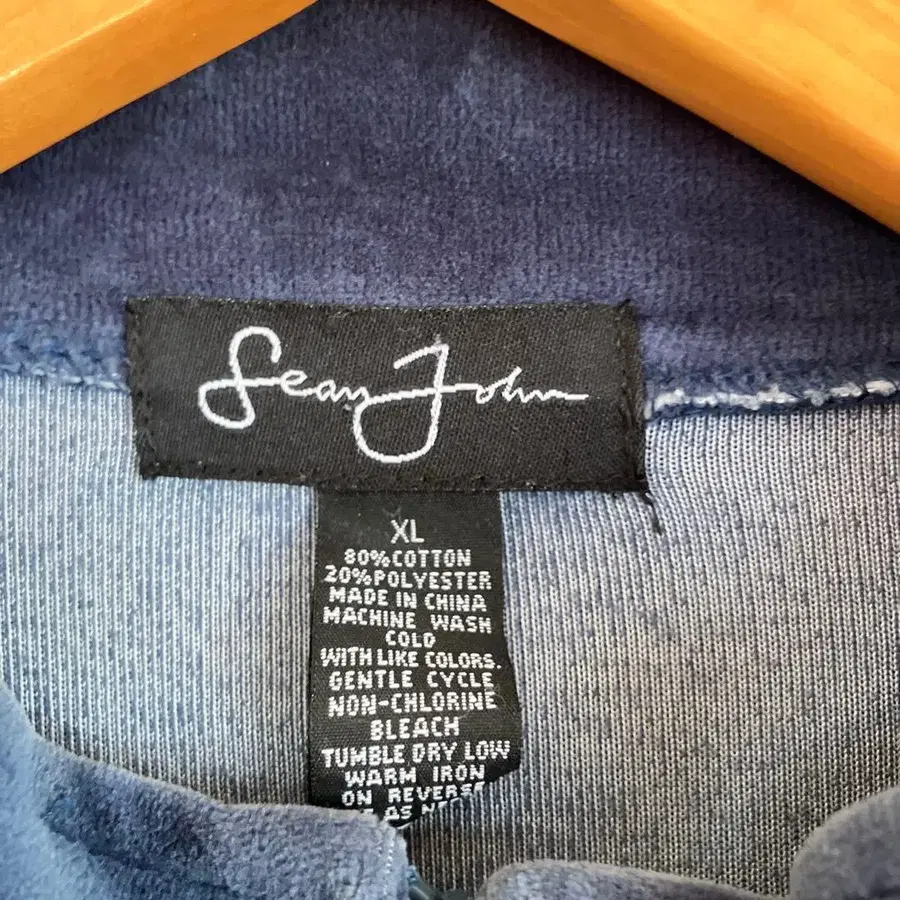 Sean John
XL
80%COTTON
20%POLYESTER
MADE IN CHINA
MACHINE WASH
COLD
WITH LIKE COLORS.
GENTLE CYCLE
NON-CHLORINE
BLEACH
TUMBLE DRY LOW
WARM IRON
ON REVERSE
AS